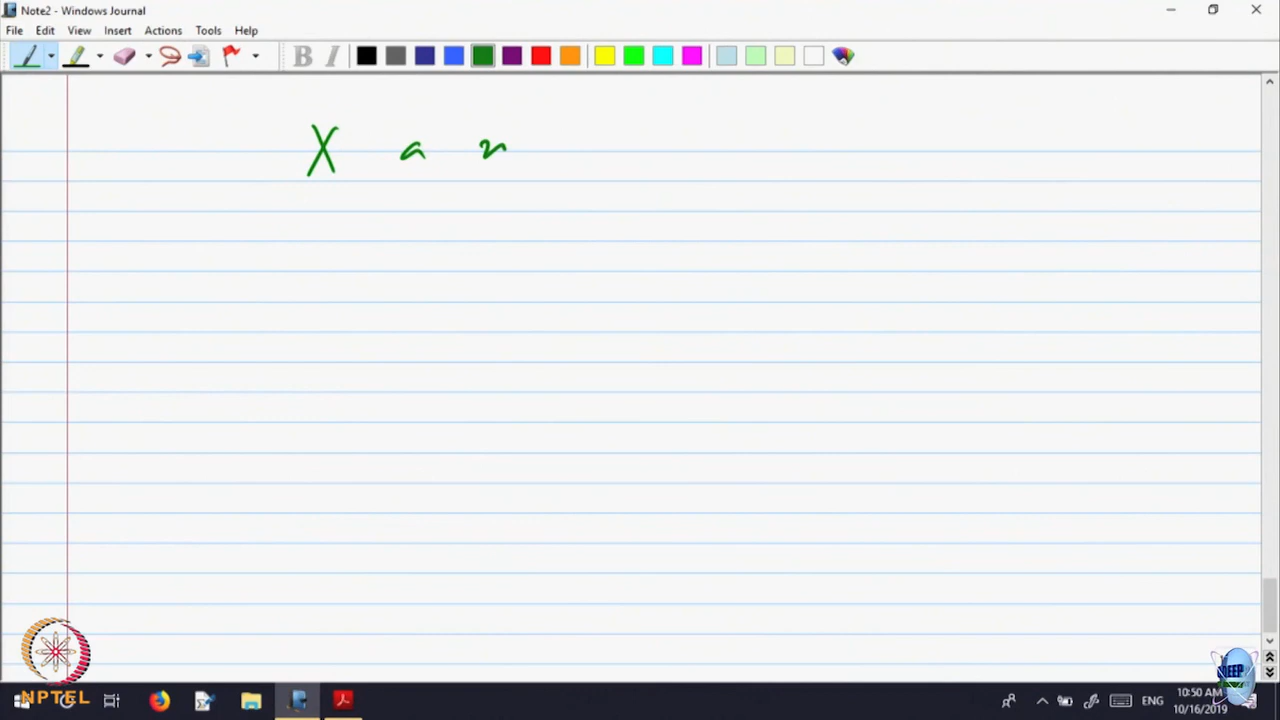 Note2 - Windows Journal
File Edit View Insert Actions Tools Help
B I
X a
NPTEL
ENG
10:50 AM
10/16/2019